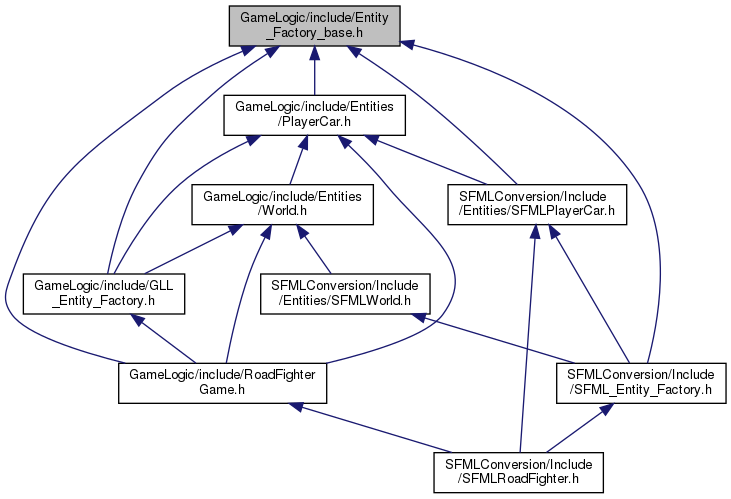 GameLogic/include/Entity
_Factory_base.h
GameLogic/include/Entities
/PlayerCar.h
GameLogic/include/Entities
/World.h
SFMLConversion/Include
/Entities/SFMLPlayerCar.h
GameLogic/include/GLL
_Entity_Factory.h
SFMLConversion/Include
/Entities/SFMLWorld.h
GameLogic/include/RoadFighter
Game.h
SFMLConversion/Include
/SFML_Entity_Factory.h
SFMLConversion/Include
/SFMLRoadFighter.h